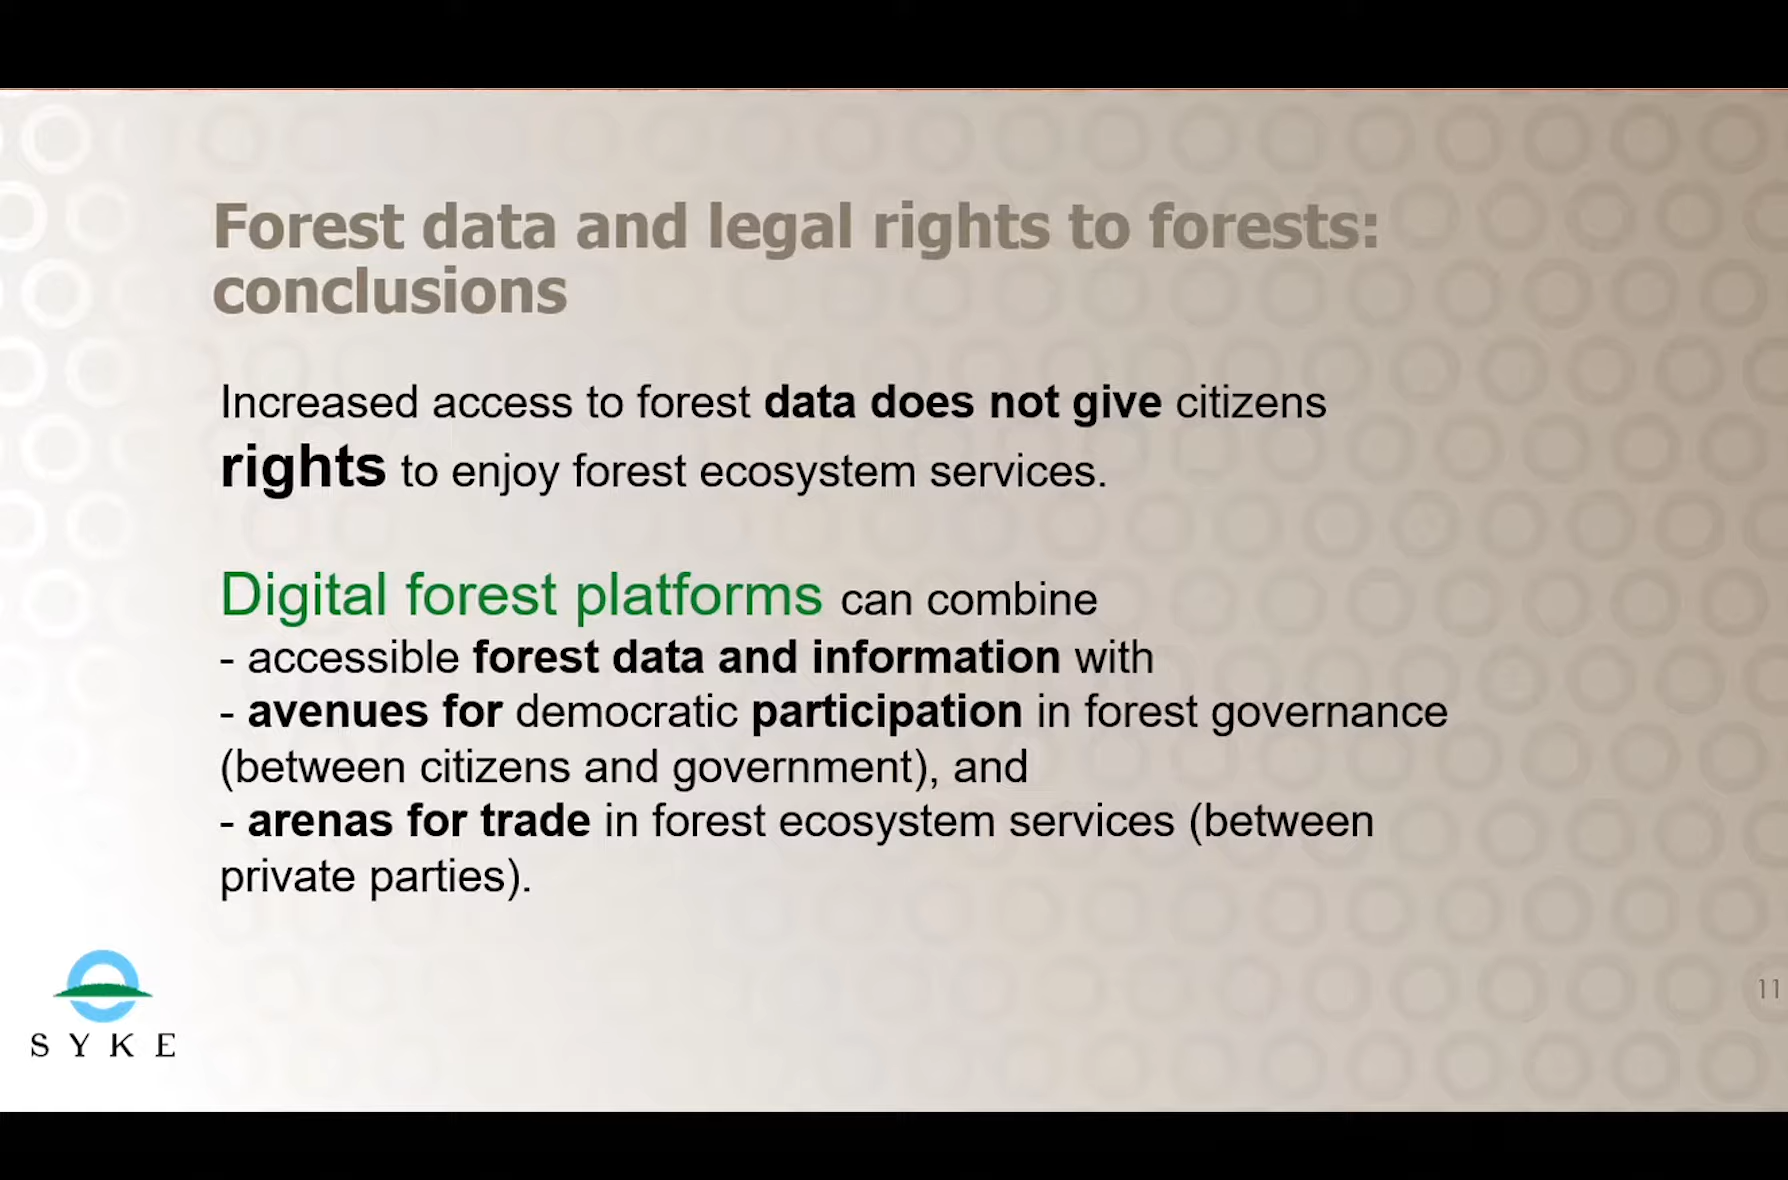 Forest data and legal rights to forests:
conclusions
Increased access to forest data does not give citizens
rights to enjoy forest ecosystem services.
Digital forest platforms can combine
- accessible forest data and information with
- avenues for democratic participation in forest governance
(between citizens and government), and
- arenas for trade in forest ecosystem services (between
private parties).
11
SYKE